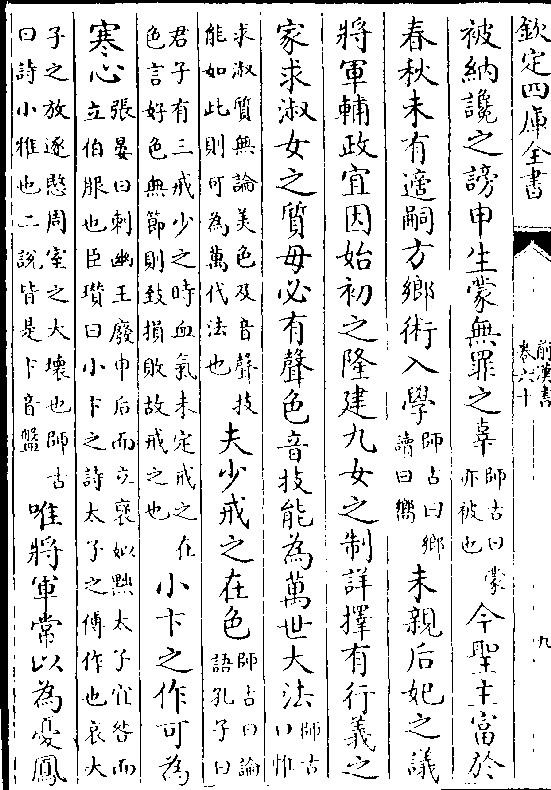 欽定四庫全書
前漢書
卷六十
九
被納讒之謗申生蒙無罪之辜師古曰蒙亦被也今聖主富於
春秋未有適嗣方鄉術入學師古曰鄉讀曰嚮未親后妃之議
將軍輔政宜因始初之隆建九女之制詳擇有行義之
家求淑女之質毋必有聲色音技能為萬世大法師古曰惟
求淑質無論美色及音聲技能如此則可為萬代法也夫少戒之在色師古曰論語孔子曰
君子有三戒少之時血氣未定戒之在色言好色無節則致損敗故戒之也小卞之作可為
寒心張晏曰刺幽王廢申后而立褒姒黜太子宜咎而立伯服也臣瓚曰小卞之詩太子之傅作也哀大
子之放逐愍周室之大壞也師古曰詩小雅也二說皆是卞音盤唯將軍常以為憂鳳